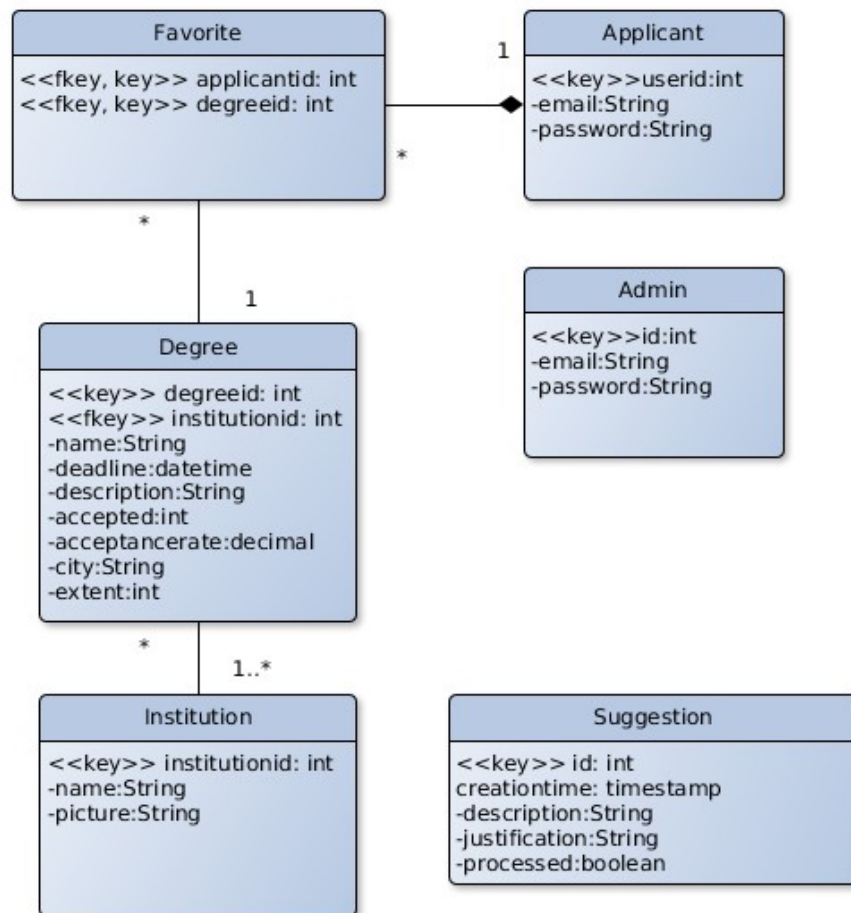 Favorite
<<fkey, key>> applicantid: int
<<fkey, key>> degreeid: int
1
*
Applicant
<<key>>userid:int
-email:String
-password:String
*
1
Admin
<<key>>id:int
-email:String
-password:String
Degree
<<key>> degreeid: int
<<fkey>> institutionid: int
-name:String
-deadline:datetime
-description:String
-accepted:int
-acceptancerate:decimal
-city:String
-extent:int
*
1..*
Institution
<<key>> institutionid: int
-name:String
-picture:String
Suggestion
<<key>> id: int
creationtime: timestamp
-description:String
-justification:String
-processed:boolean